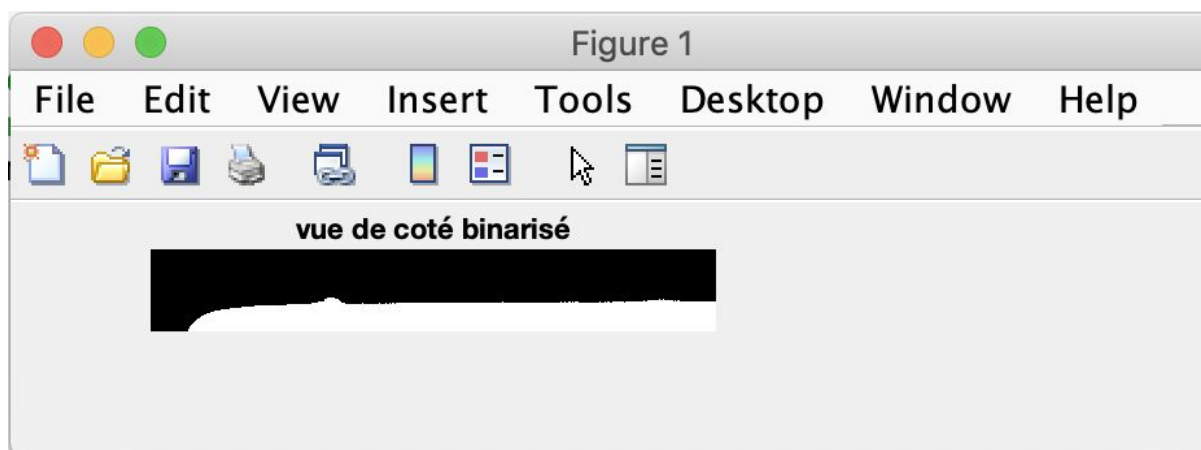 Figure 1
File Edit View Insert Tools Desktop Window Help
vue de coté binarisé